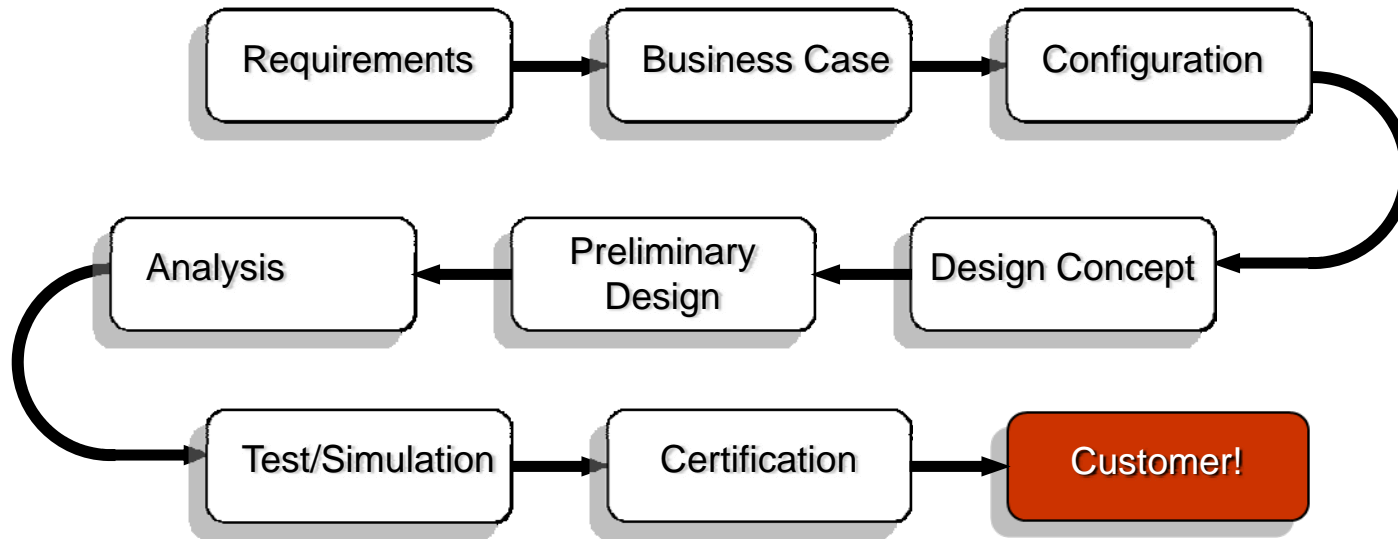 Requirements
Business Case
Configuration
Design Concept
Preliminary
Design
Analysis
Test/Simulation
Certification
Customer!